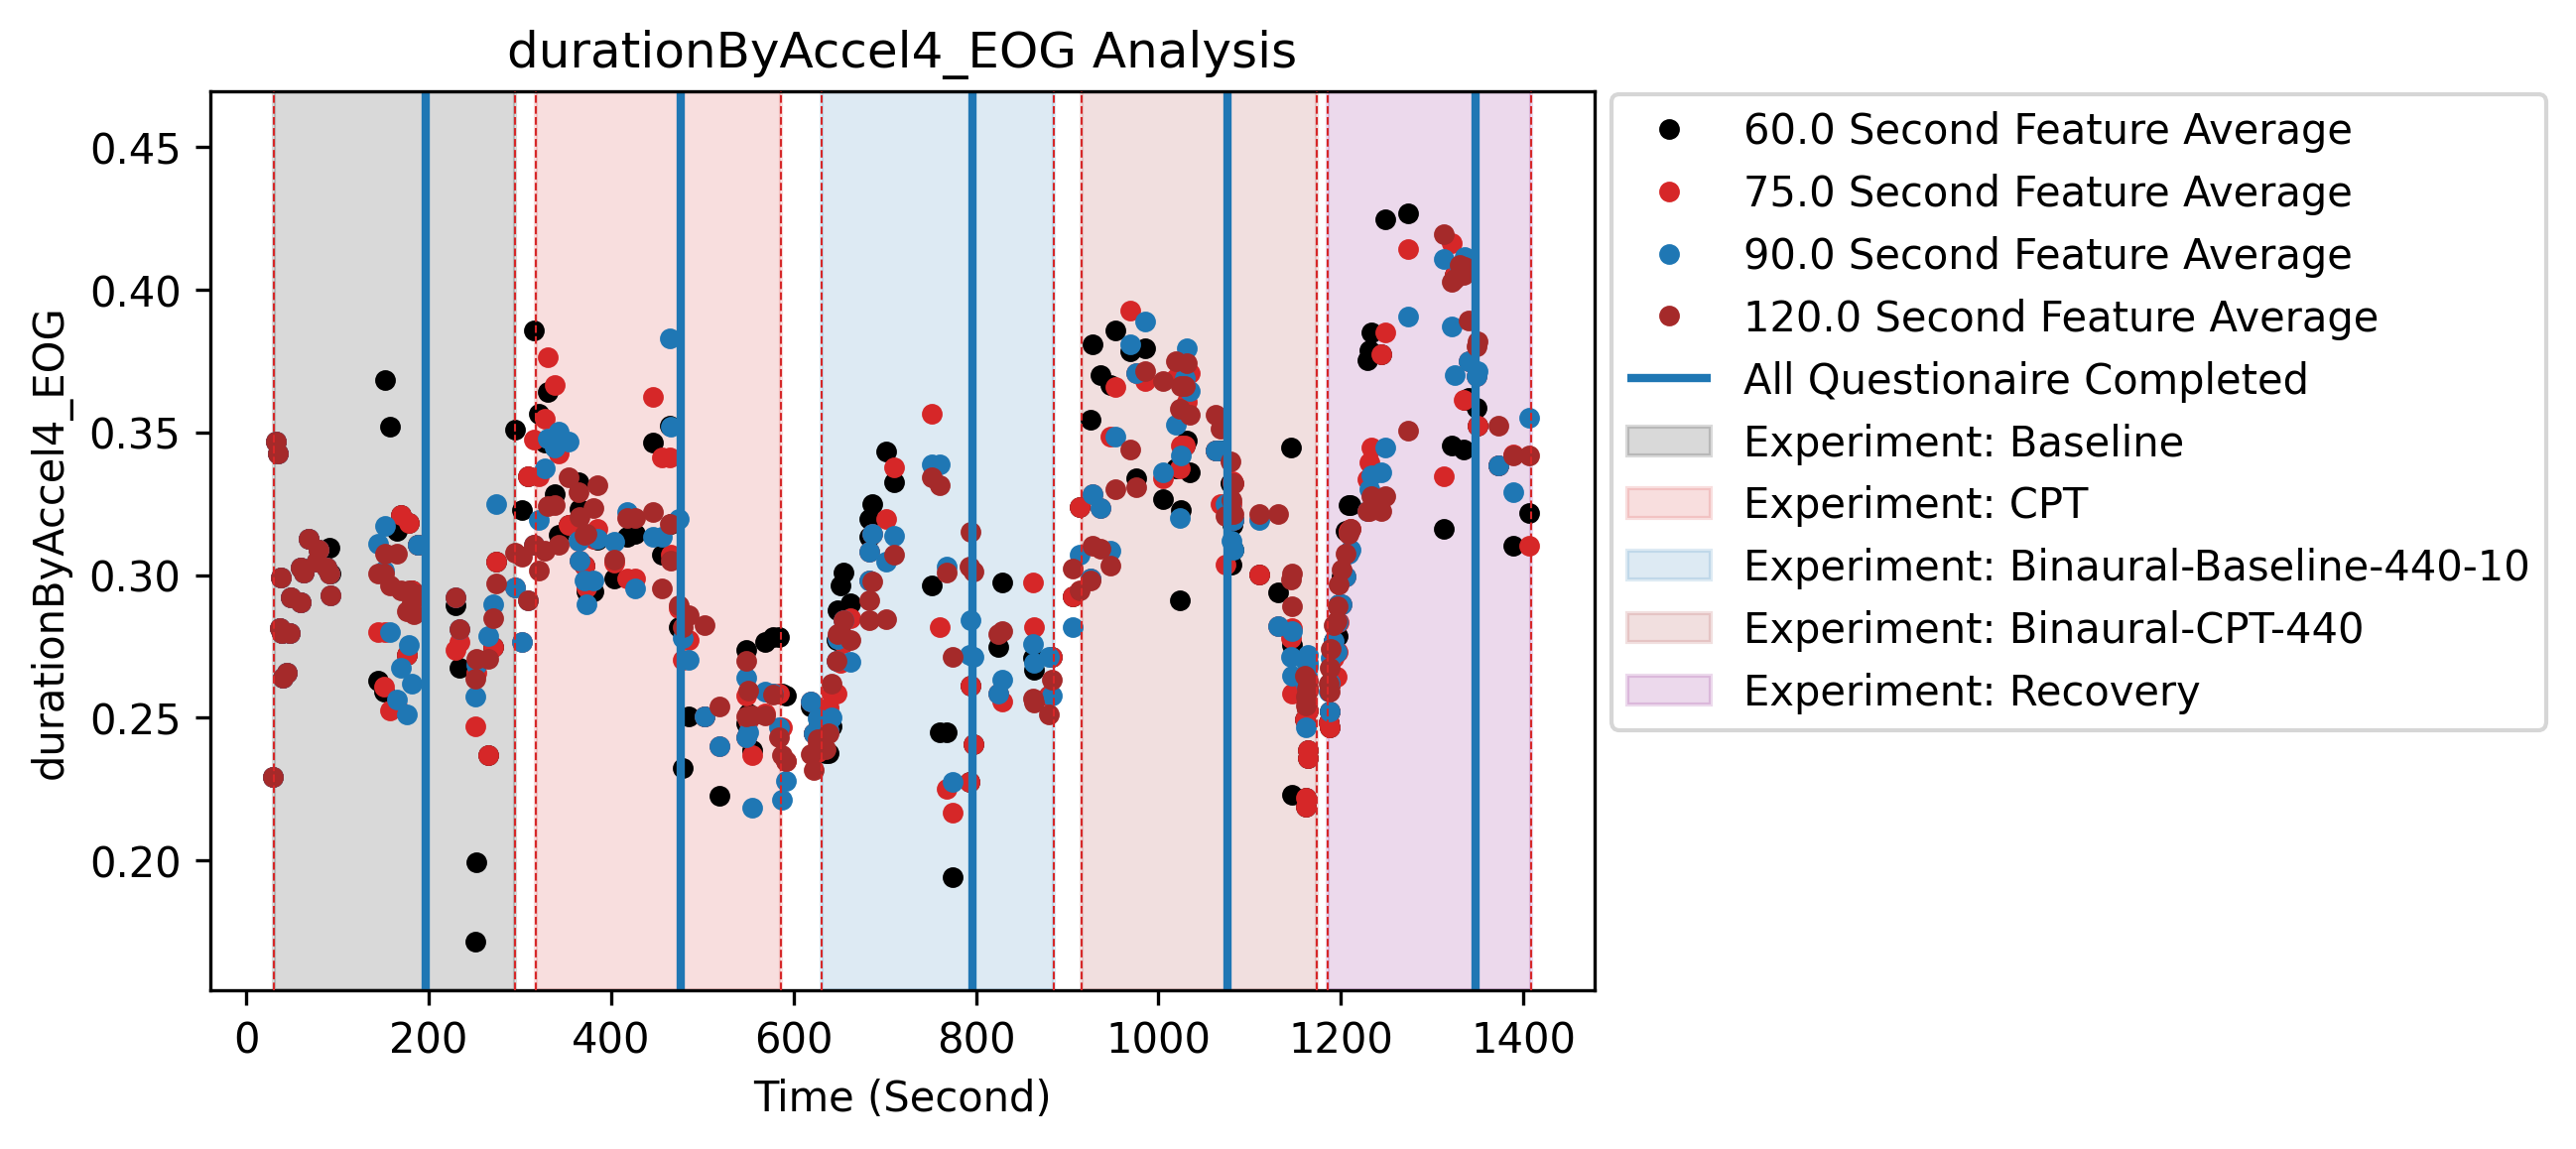 durationByAccel4_EOG Analysis
durationByAccel4_EOG
0.45
0.40
0.35
0.30
0.25
0.20
0
200
400
600
800
1000
1200
1400
Time (Second)
60.0 Second Feature Average
75.0 Second Feature Average
90.0 Second Feature Average
120.0 Second Feature Average
All Questionaire Completed
Experiment: Baseline
Experiment: CPT
Experiment: Binaural-Baseline-440-10
Experiment: Binaural-CPT-440
Experiment: Recovery